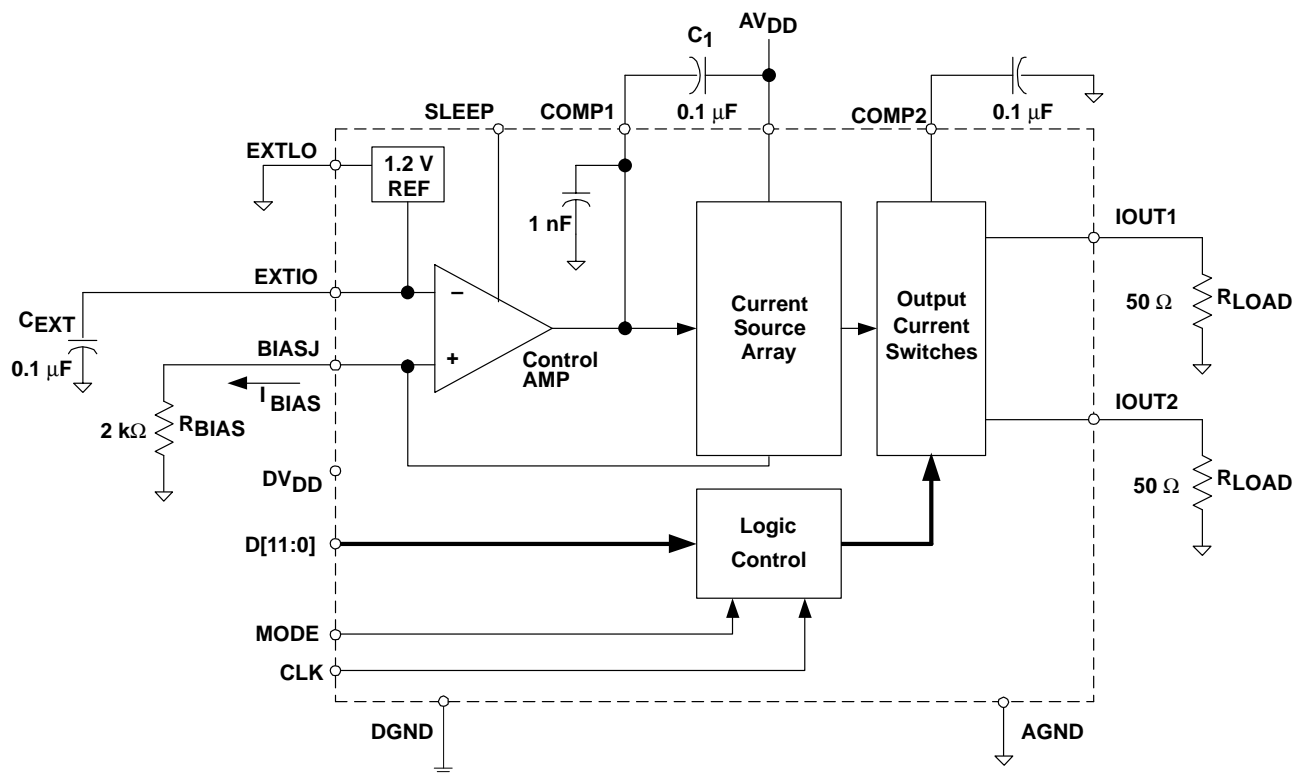 AVDD
C1
0.1 μF
SLEEP
COMP1
COMP2
0.1 μF
EXTLO
1.2 V
REF
1 nF
IOUT1
EXTIO
−
50 Ω
RLOAD
CEXT
0.1 μF
BIASJ
+
Control
AMP
Current
Source
Array
Output
Current
Switches
IBIAS
2 kΩ
RBIAS
IOUT2
DVDD
50 Ω
RLOAD
D[11:0]
Logic
Control
MODE
CLK
DGND
AGND